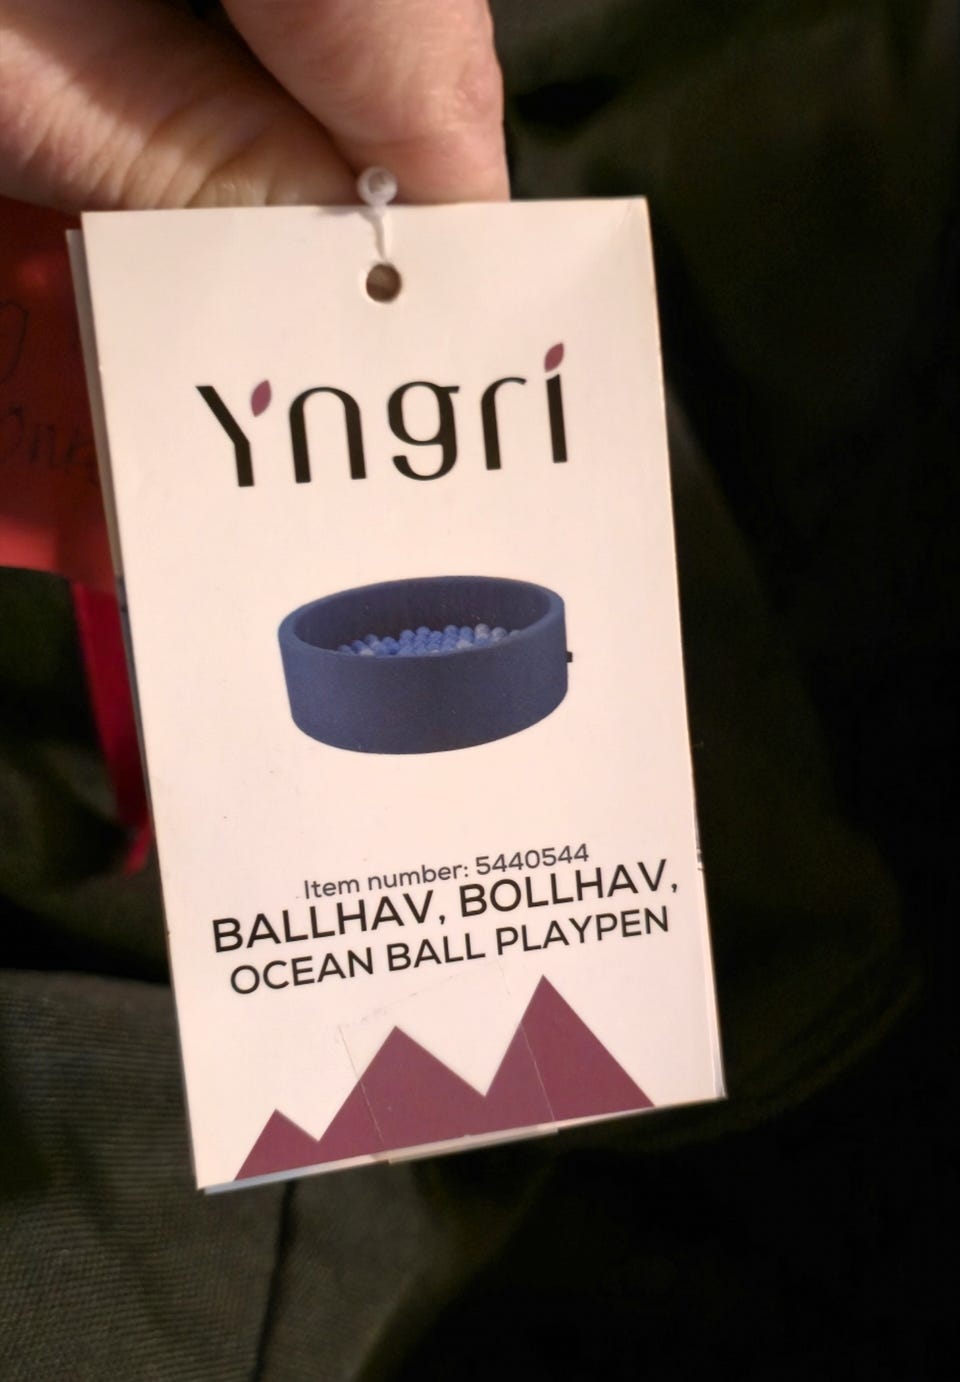 Yngri
Item number: 5440544
BALLHAV, BOLLHAV,
OCEAN BALL PLAYPEN